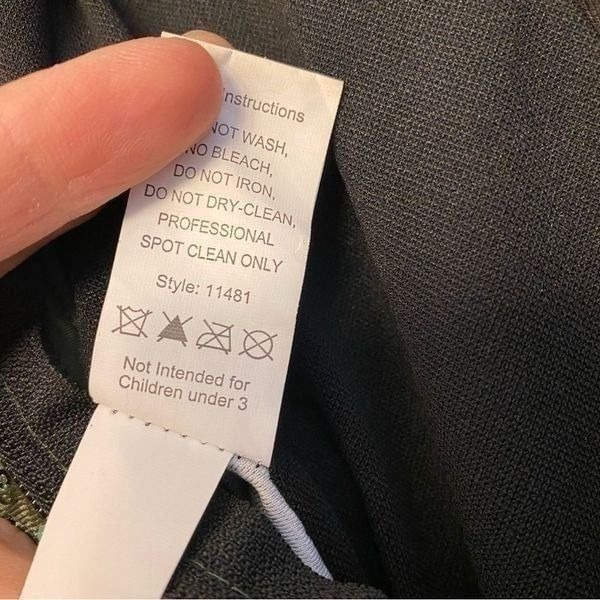 nstructions
NOT WASH,
NO BLEACH,
DO NOT IRON,
DO NOT DRY-CLEAN,
PROFESSIONAL
SPOT CLEAN ONLY
Style: 11481
Not Intended for
Children under 3